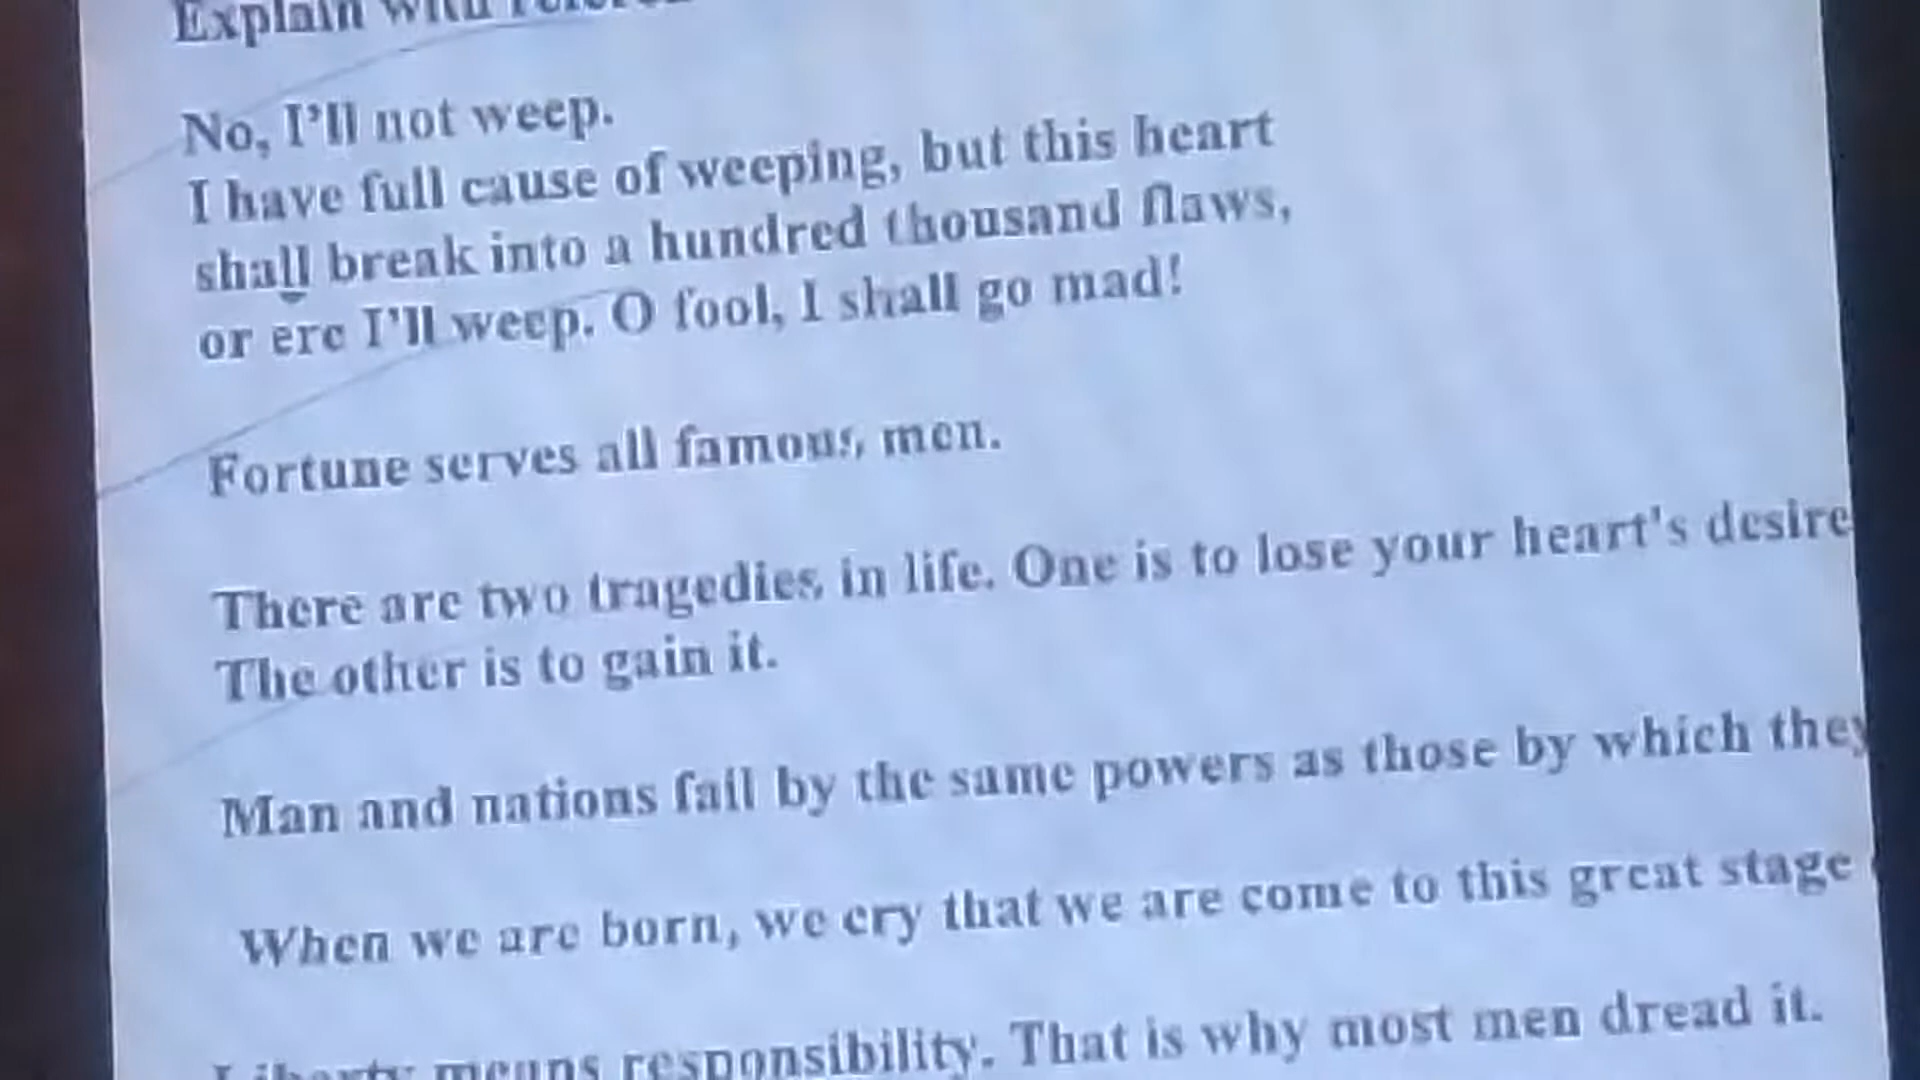 Explain with
No, I'll not weep.
I have full cause of weeping, but this heart
shall break into a hundred thousand flaws,
or ere I'll weep. O fool, I shall go mad!
Fortune serves all famous men.
There are two tragedies in life. One is to lose your heart's desire
The other is to gain it.
Man and nations fail by the same powers as those by which they
When we are born, we cry that we are come to this great stage
Liberty means responsibility. That is why most men dread it.